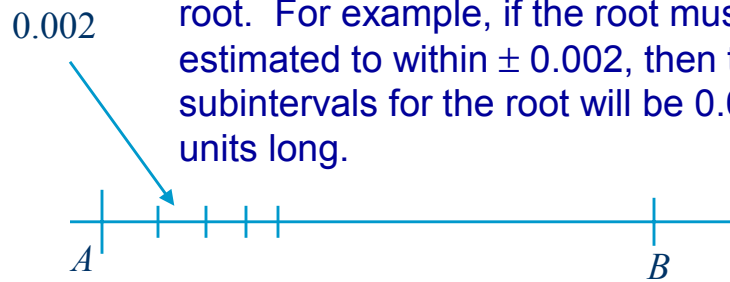 root. For example, if the root
0.002
estimated to within ± 0.002, then
subintervals for the root will be
units long.
A
B